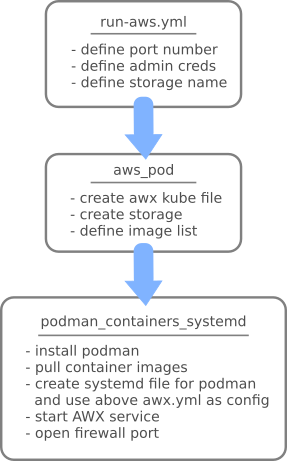 run-aws.yml
- define port number
- define admin creds
- define storage name
aws_pod
- create awx kube file
- create storage
- define image list
podman_containers_systemd
- install podman
- pull container images
- create systemd file for podman
and use above awx.yml as config
- start AWX service
- open firewall port